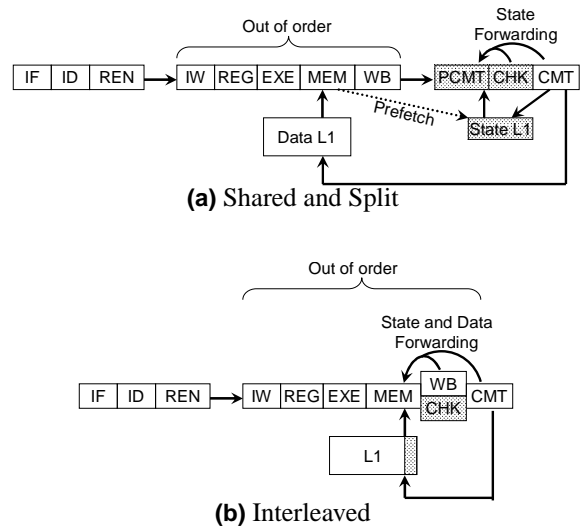 Out of order
State
Forwarding
IF ID REN IW REG EXE MEM WB PCMT CHK CMT
Prefetch
Data L1 State L1
(a) Shared and Split
Out of order
State and Data
Forwarding
WB
IF ID REN IW REG EXE MEM CMT
CHK
L1
(b) Interleaved